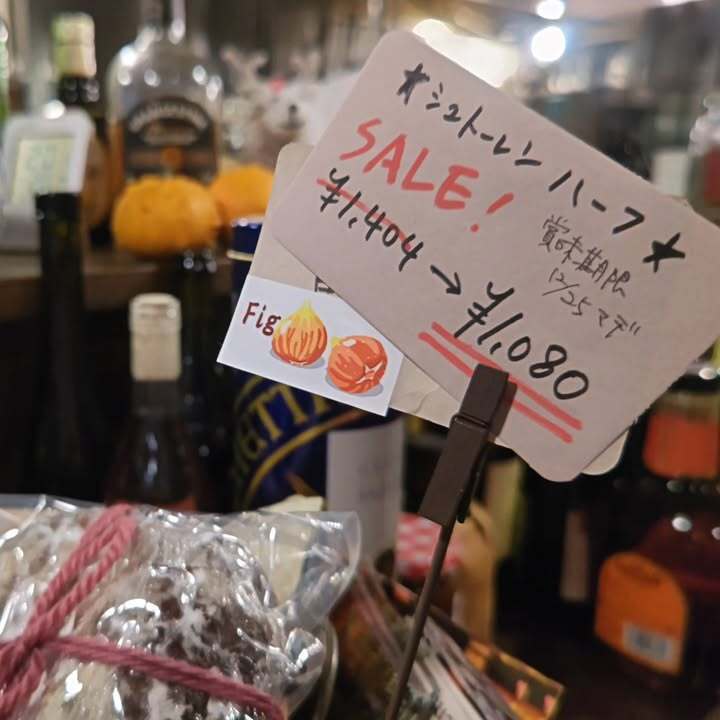 ★シュトーレン ハーフ★
SALE!
¥1,404→¥1,080
賞味期限
12/25マデ
Fig